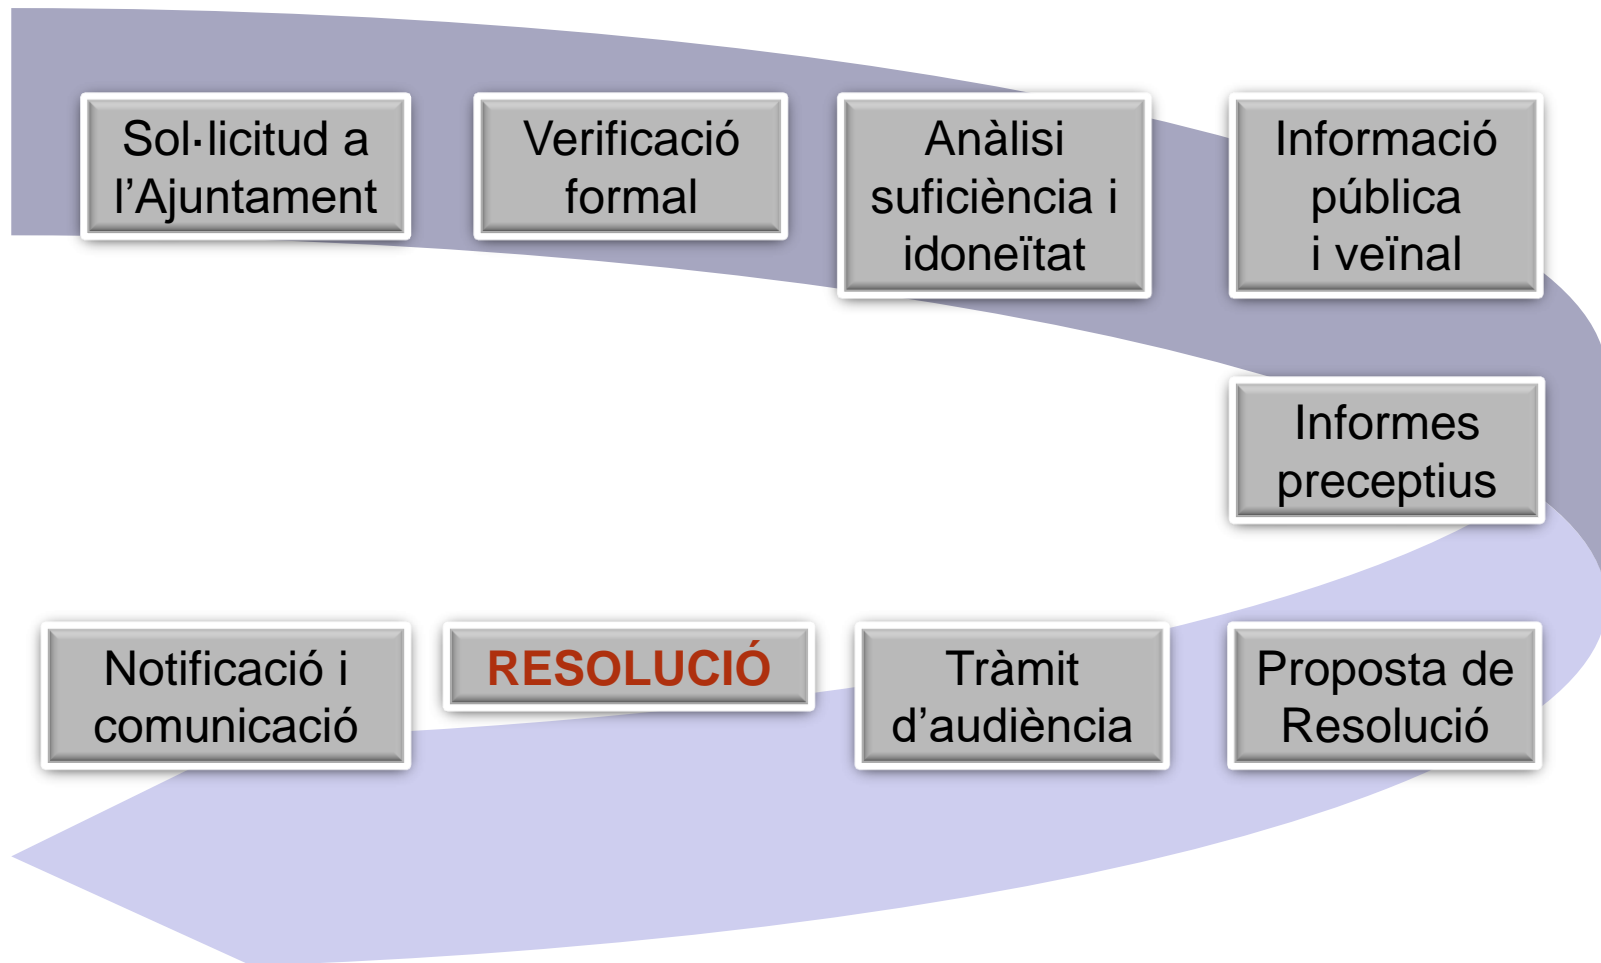 Sol·licitud a
l’Ajuntament
Verificació
formal
Anàlisi
suficiència i
idoneïtat
Informació
pública
i veïnal
Informes
preceptius
Proposta de
Resolució
Tràmit
d’audiència
RESOLUCIÓ
Notificació i
comunicació